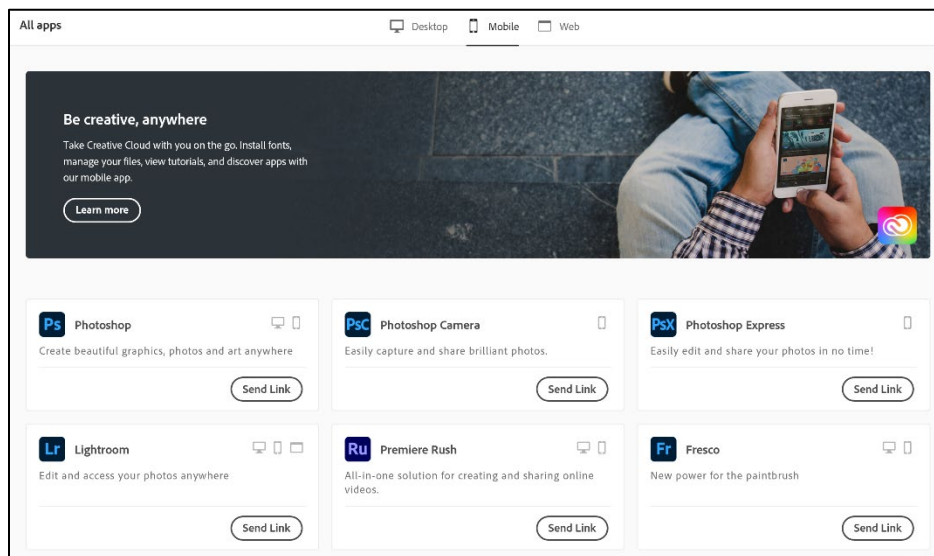 All apps
Desktop Mobile Web
Be creative, anywhere
Take Creative Cloud with you on the go. Install fonts,
manage your files, view tutorials, and discover apps with
our mobile app.
Learn more
Ps Photoshop
Create beautiful graphics, photos and art anywhere
Send Link
PsC Photoshop Camera
Easily capture and share brilliant photos.
Send Link
PsX Photoshop Express
Easily edit and share your photos in no time!
Send Link
Lr Lightroom
Edit and access your photos anywhere
Send Link
Ru Premiere Rush
All-in-one solution for creating and sharing online
videos.
Send Link
Fr Fresco
New power for the paintbrush
Send Link